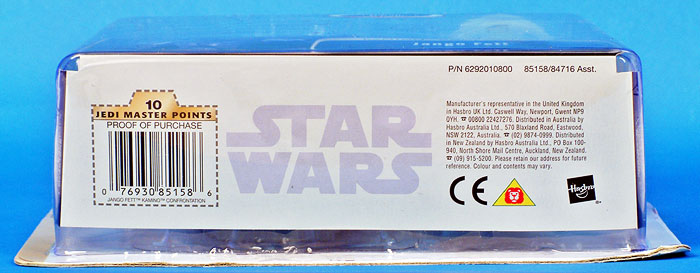 Jango Fett
P/N 6292010800 85158/84716 Asst.
10
JEDI MASTER POINTS
PROOF OF PURCHASE
0 76930 85158 6
JANGO FETT™ KAMINO™ CONFRONTATION
STAR
WARS
Manufacturer's representative in the United Kingdom
in Hasbro UK Ltd. Caswell Way, Newport, Gwent NP9
0YH. ☎ 00800 22427276. Distributed in Australia by
Hasbro Australia Ltd., 570 Blaxland Road, Eastwood,
NSW 2122, Australia. ☎ (02) 9874-0999. Distributed
in New Zealand by Hasbro Australia Ltd., PO Box 100-
940, North Shore Mail Centre, Auckland, New Zealand.
☎ (09) 915-5200. Please retain our address for future reference.
Colour and contents may vary.
CE
Hasbro
®